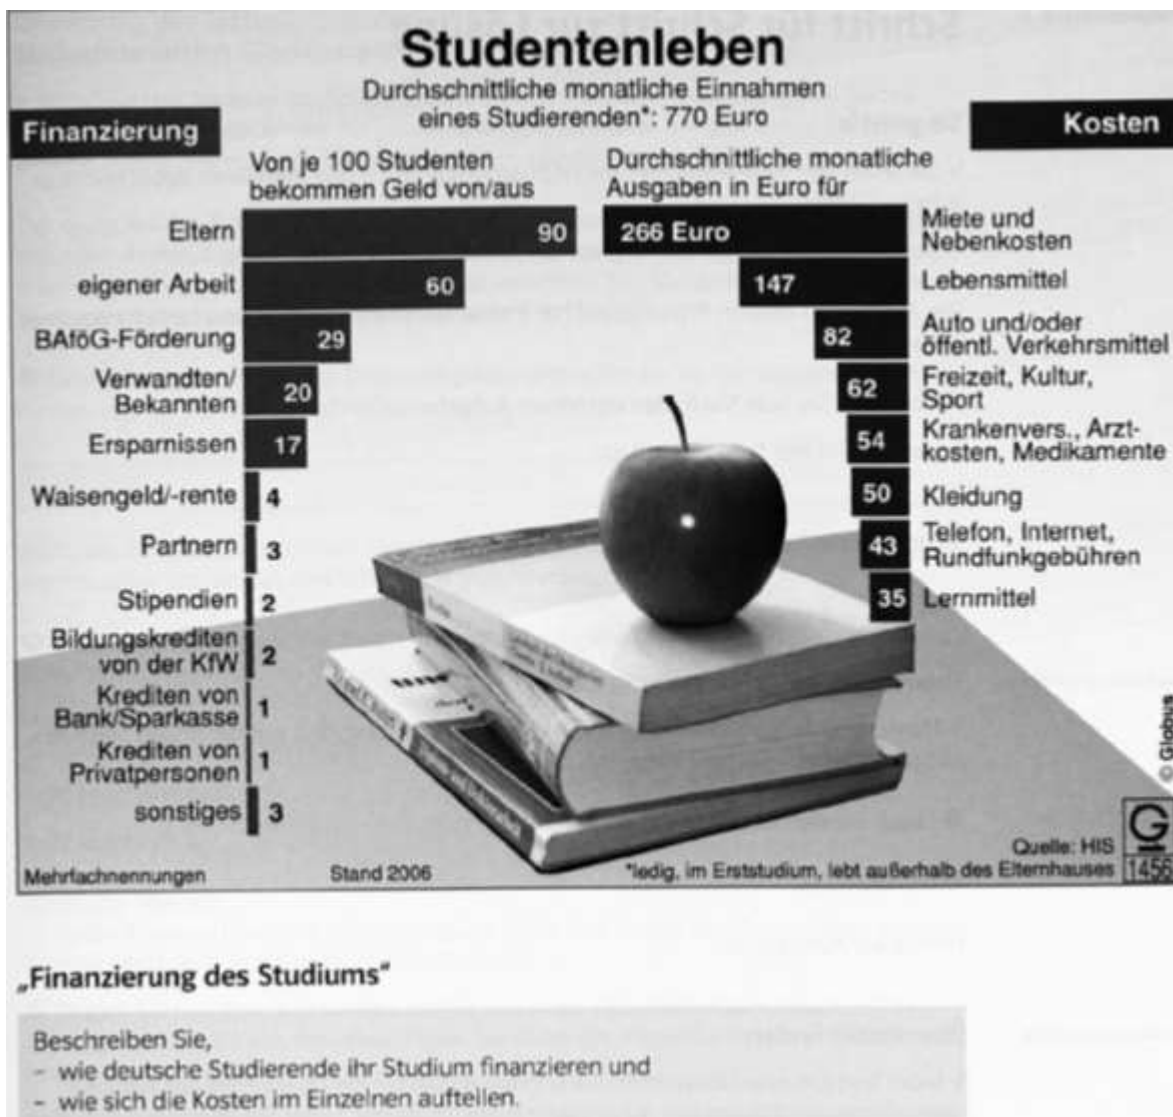 Studentenleben
Durchschnittliche monatliche Einnahmen
eines Studierenden*: 770 Euro
Finanzierung
Von je 100 Studenten
bekommen Geld von/aus
Eltern 90
eigener Arbeit 60
BAföG-Förderung 29
Verwandten/
Bekannten 20
Ersparnissen 17
Waisengeld/-rente 4
Partnern 3
Stipendien 2
Bildungskrediten
von der KfW 2
Krediten von
Bank/Sparkasse 1
Krediten von
Privatpersonen 1
sonstiges 3
Kosten
Durchschnittliche monatliche
Ausgaben in Euro für
266 Euro Miete und
Nebenkosten
147 Lebensmittel
82 Auto und/oder
öffentl. Verkehrsmittel
62 Freizeit, Kultur,
Sport
54 Krankenvers., Arzt-
kosten, Medikamente
50 Kleidung
43 Telefon, Internet,
Rundfunkgebühren
35 Lernmittel
© Globus
G
1456
Quelle: HIS
Mehrfachnennungen
Stand 2006
*ledig, im Erststudium, lebt außerhalb des Elternhauses
„Finanzierung des Studiums“
Beschreiben Sie,
– wie deutsche Studierende ihr Studium finanzieren und
– wie sich die Kosten im Einzelnen aufteilen.